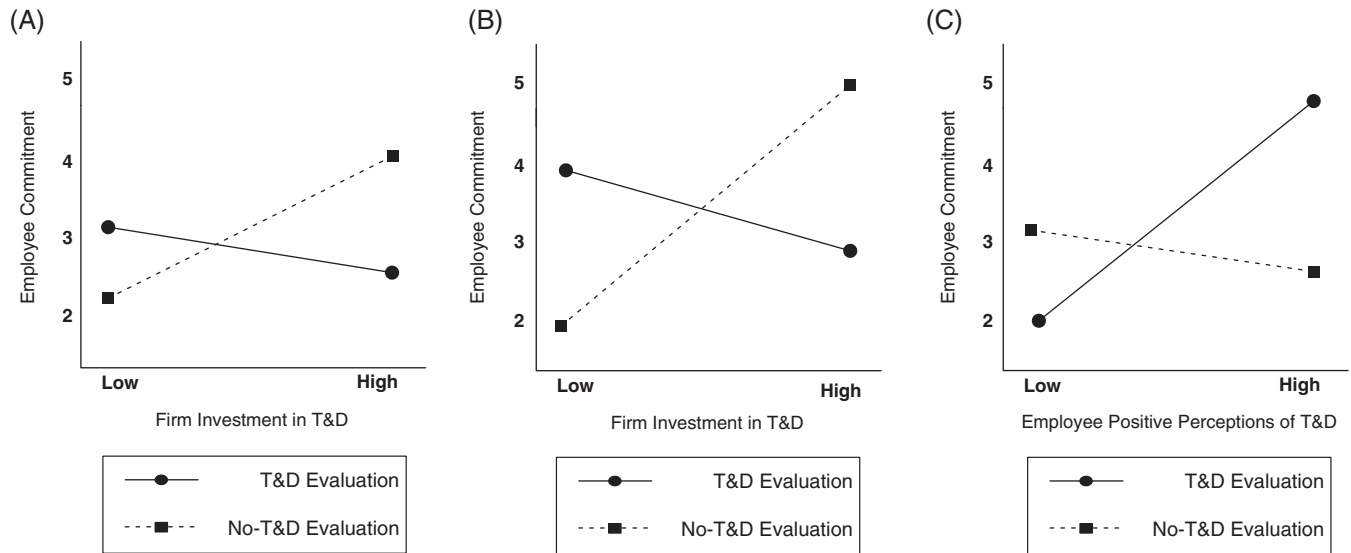 (A)
Employee Commitment
5
4
3
2
Low High
Firm Investment in T&D
T&D Evaluation
No-T&D Evaluation
(B)
Employee Commitment
5
4
3
2
Low High
Firm Investment in T&D
T&D Evaluation
No-T&D Evaluation
(C)
Employee Commitment
5
4
3
2
Low High
Employee Positive Perceptions of T&D
T&D Evaluation
No-T&D Evaluation